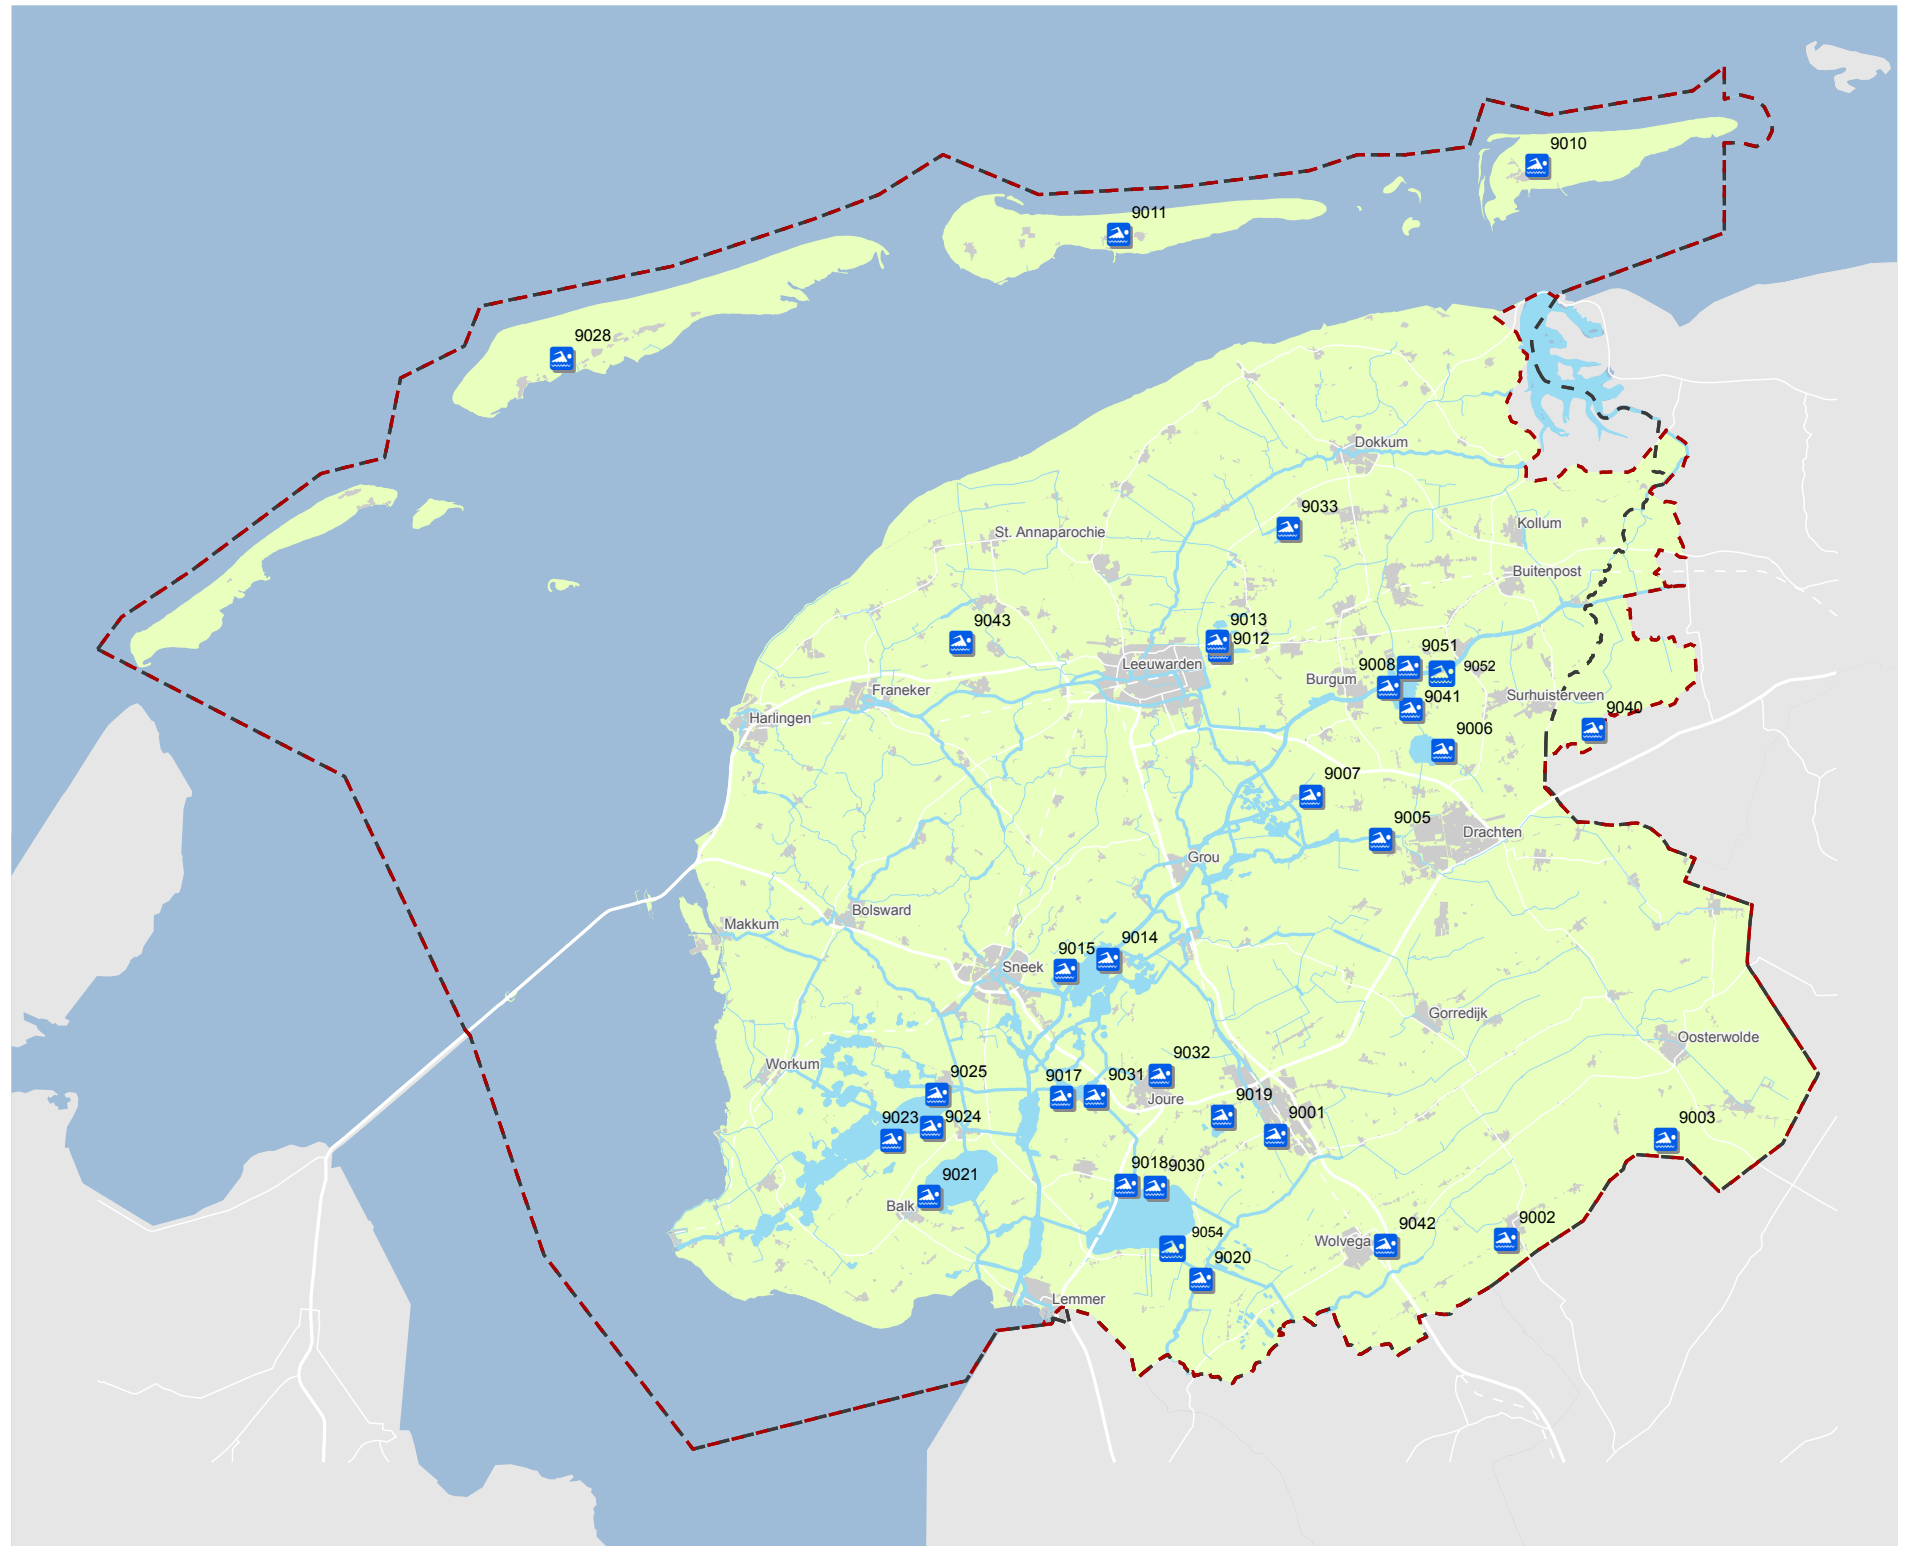 9010
9011
9028
Dokkum
9033
Kollum
St. Annaparochie
Buitenpost
9043
9013
9012
9051
9008
9052
Leeuwarden
Burgum
Franeker
Surhuisterveen
9041
9040
Harlingen
9006
9007
9005
Drachten
Grou
Bolsward
Makkum
9014
9015
Sneek
Gorredijk
Oosterwolde
Workum
9032
9025
9017
9031
Joure
9019
9001
9023
9024
9003
9018
9030
9021
Balk
9002
9042
9054
Wolvega
9020
Lemmer